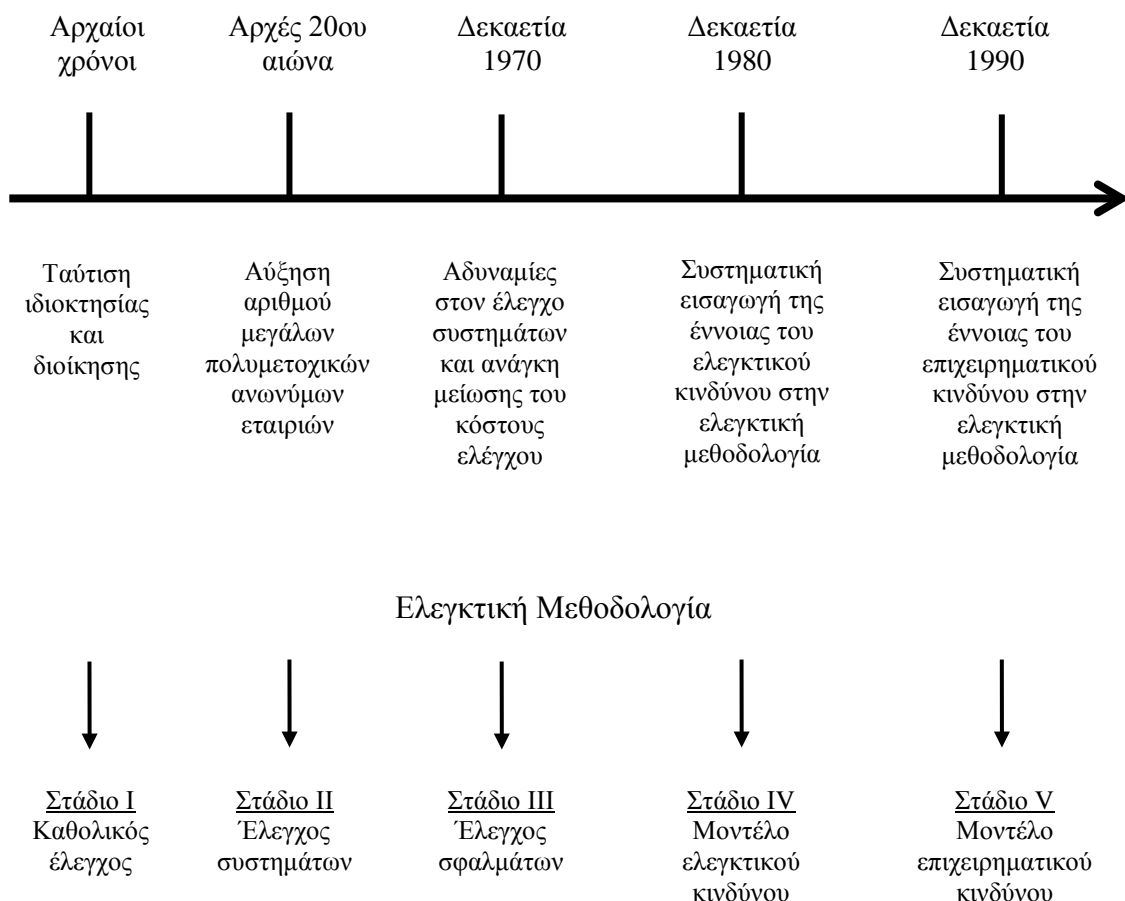 Αρχαίοι
χρόνοι
Αρχές 20ου
αιώνα
Δεκαετία
1970
Δεκαετία
1980
Δεκαετία
1990
Ταύτιση
ιδιοκτησίας
και
διοίκησης
Αύξηση
αριθμού
μεγάλων
πολυμετοχικών
ανωνύμων
εταιριών
Αδυναμίες
στον έλεγχο
συστημάτων
και ανάγκη
μείωσης του
κόστους
ελέγχου
Συστηματική
εισαγωγή της
έννοιας του
ελεγκτικού
κινδύνου στην
ελεγκτική
μεθοδολογία
Συστηματική
εισαγωγή της
έννοιας του
επιχειρηματικού
κινδύνου στην
ελεγκτική
μεθοδολογία
Ελεγκτική Μεθοδολογία
Στάδιο I
Καθολικός
έλεγχος
Στάδιο II
Έλεγχος
συστημάτων
Στάδιο III
Έλεγχος
σφαλμάτων
Στάδιο IV
Μοντέλο
ελεγκτικού
κινδύνου
Στάδιο V
Μοντέλο
επιχειρηματικού
κινδύνου